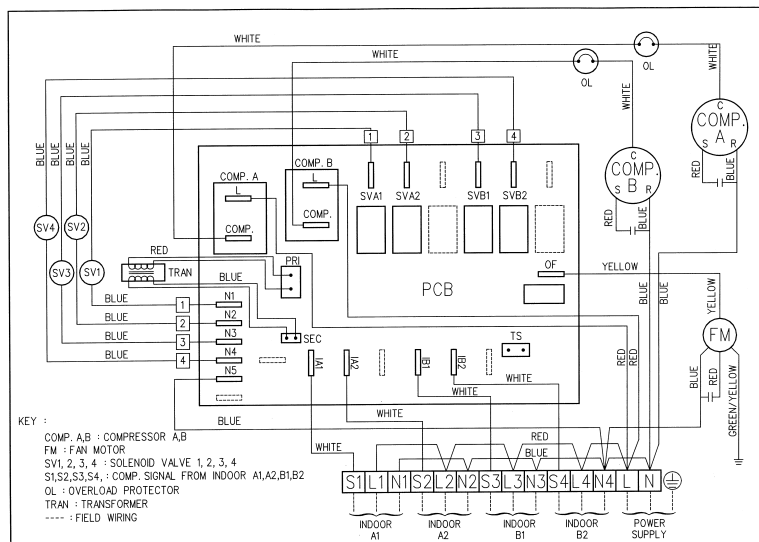 WHITE
WHITE
OL
OL
WHITE
WHITE
C
COMP.
A
S R
RED
BLUE
C
COMP.
B
S R
RED
BLUE
BLUE
BLUE
BLUE
BLUE
1
2
3
4
SVA1
SVA2
SVB1
SVB2
COMP. A
L
COMP.
COMP. B
L
COMP.
SV4
SV2
SV3
SV1
RED
TRAN
BLUE
PRI
SEC
PCB
OF
YELLOW
YELLOW
FM
BLUE
BLUE
BLUE
BLUE
BLUE
BLUE
1
2
3
4
N1
N2
N3
N4
N5
IA1
IA2
IB1
IB2
TS
WHITE
WHITE
WHITE
WHITE
RED
RED
BLUE
RED
GREEN/YELLOW
BLUE
RED
BLUE
S1 L1 N1 S2 L2 N2 S3 L3 N3 S4 L4 N4 L N
INDOOR A1
INDOOR A2
INDOOR B1
INDOOR B2
POWER SUPPLY
KEY :
COMP. A,B : COMPRESSOR A,B
FM : FAN MOTOR
SV1, 2, 3, 4 : SOLENOID VALVE 1, 2, 3, 4
S1,S2,S3,S4, : COMP. SIGNAL FROM INDOOR A1,A2,B1,B2
OL : OVERLOAD PROTECTOR
TRAN : TRANSFORMER
---- : FIELD WIRING